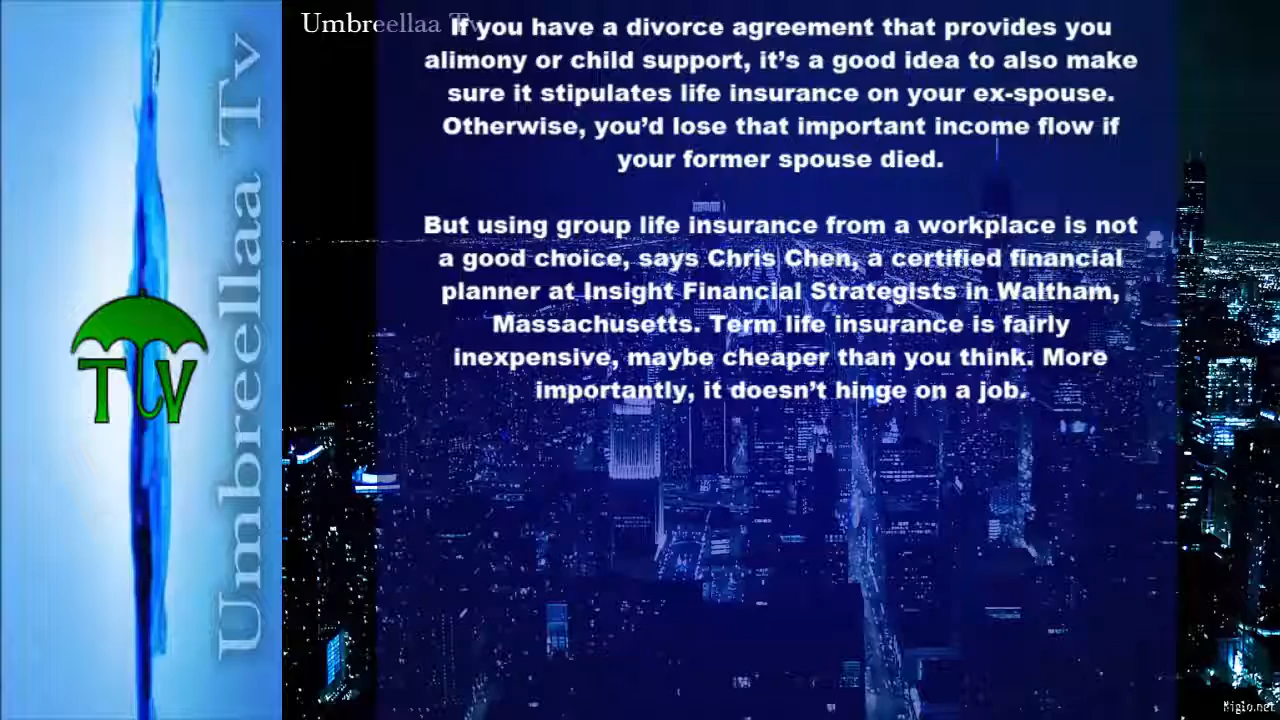 Umbreellaa Tv
If you have a divorce agreement that provides you
alimony or child support, it’s a good idea to also make
sure it stipulates life insurance on your ex-spouse.
Otherwise, you’d lose that important income flow if
your former spouse died.
But using group life insurance from a workplace is not
a good choice, says Chris Chen, a certified financial
planner at Insight Financial Strategists in Waltham,
Massachusetts. Term life insurance is fairly
inexpensive, maybe cheaper than you think. More
importantly, it doesn’t hinge on a job.
TV
Umbreellaa Tv